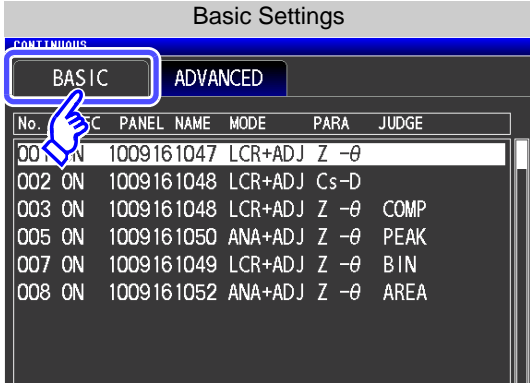 Basic Settings
CONTINUOUS
BASIC ADVANCED
No. PANEL NAME MODE PARA JUDGE
001 ON 1009161047 LCR+ADJ Z -θ
002 ON 1009161048 LCR+ADJ Cs-D
003 ON 1009161048 LCR+ADJ Z -θ COMP
005 ON 1009161050 ANA+ADJ Z -θ PEAK
007 ON 1009161049 LCR+ADJ Z -θ BIN
008 ON 1009161052 ANA+ADJ Z -θ AREA